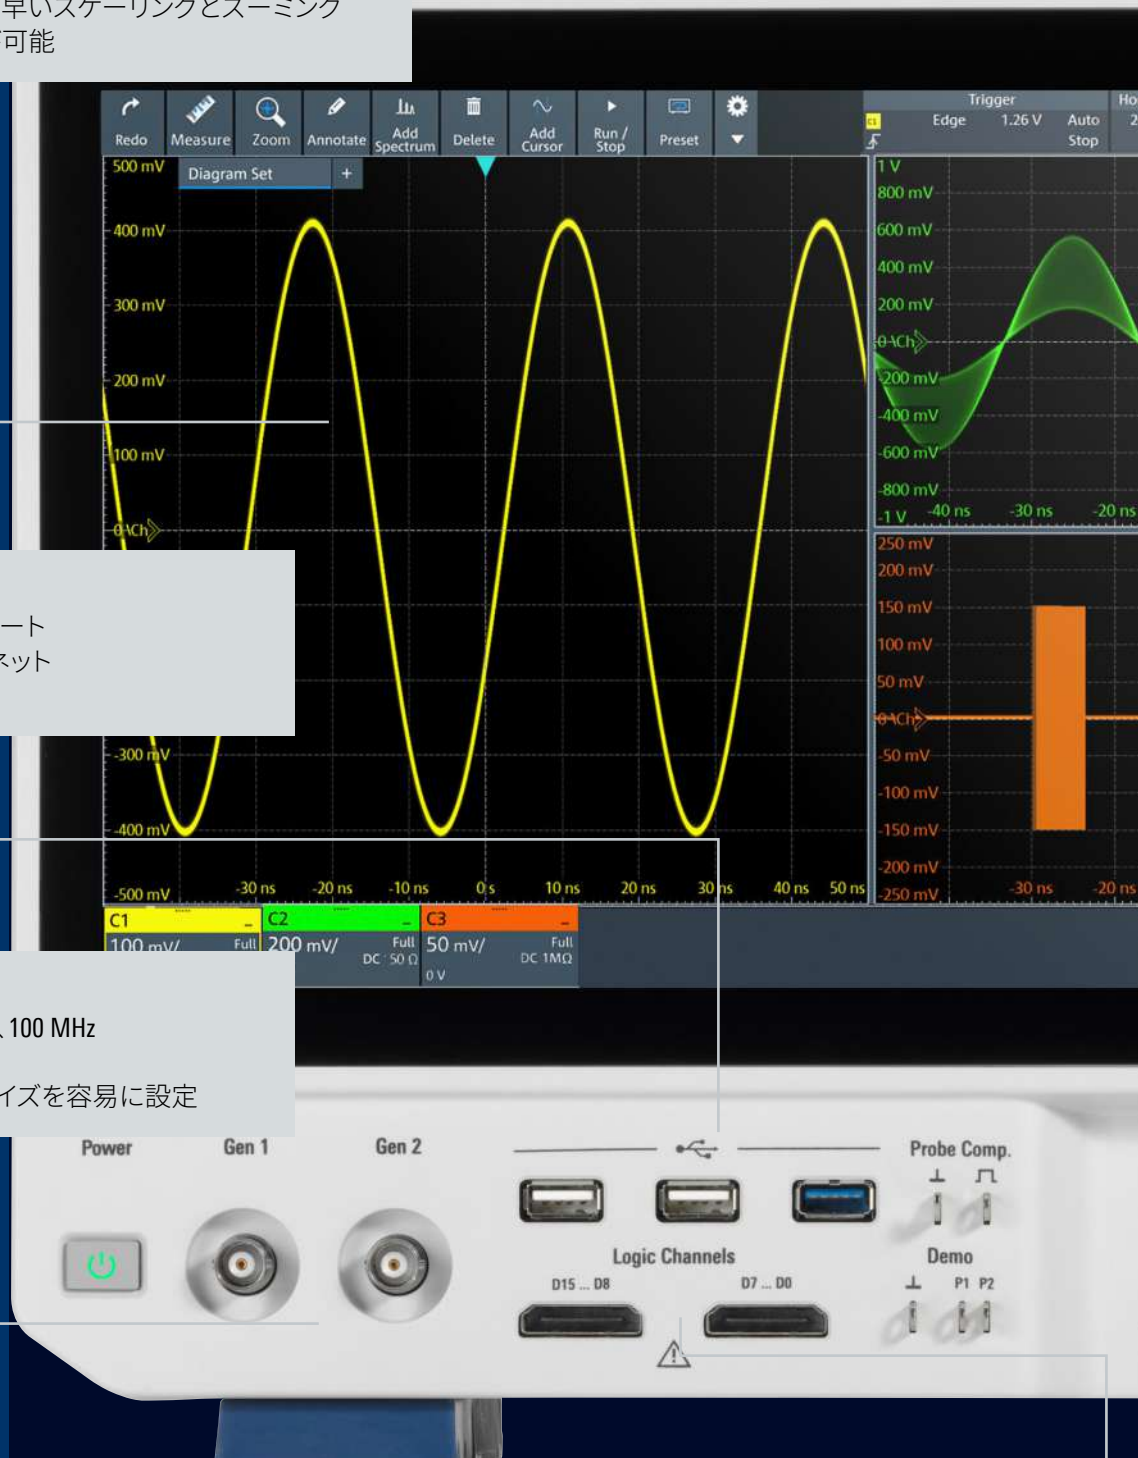 早いスケーリングとズーミング
可能
Redo
Measure
Zoom
Annotate
Add Spectrum
Delete
Add Cursor
Run / Stop
Preset
Trigger
Edge 1.26 V Auto
Stop
Diagram Set +
500 mV
400 mV
300 mV
200 mV
100 mV
-300 mV
-400 mV
-500 mV
-30 ns -20 ns -10 ns 0 s 10 ns 20 ns 30 ns 40 ns 50 ns
1 V
800 mV
600 mV
400 mV
200 mV
-200 mV
-400 mV
-600 mV
-800 mV
-1 V
-40 ns -30 ns -20 ns
250 mV
200 mV
150 mV
100 mV
50 mV
-50 mV
-100 mV
-150 mV
-200 mV
-250 mV
-30 ns -20 ns
ート
ネット
C1
100 mV/ Full
C2
200 mV/ Full
DC 50 Ω
C3
50 mV/ Full
DC 1MΩ
0 V
、100 MHz
イズを容易に設定
Power
Gen 1
Gen 2
Probe Comp.
Logic Channels
D15 ... D8
D7 ... D0
Demo
P1 P2